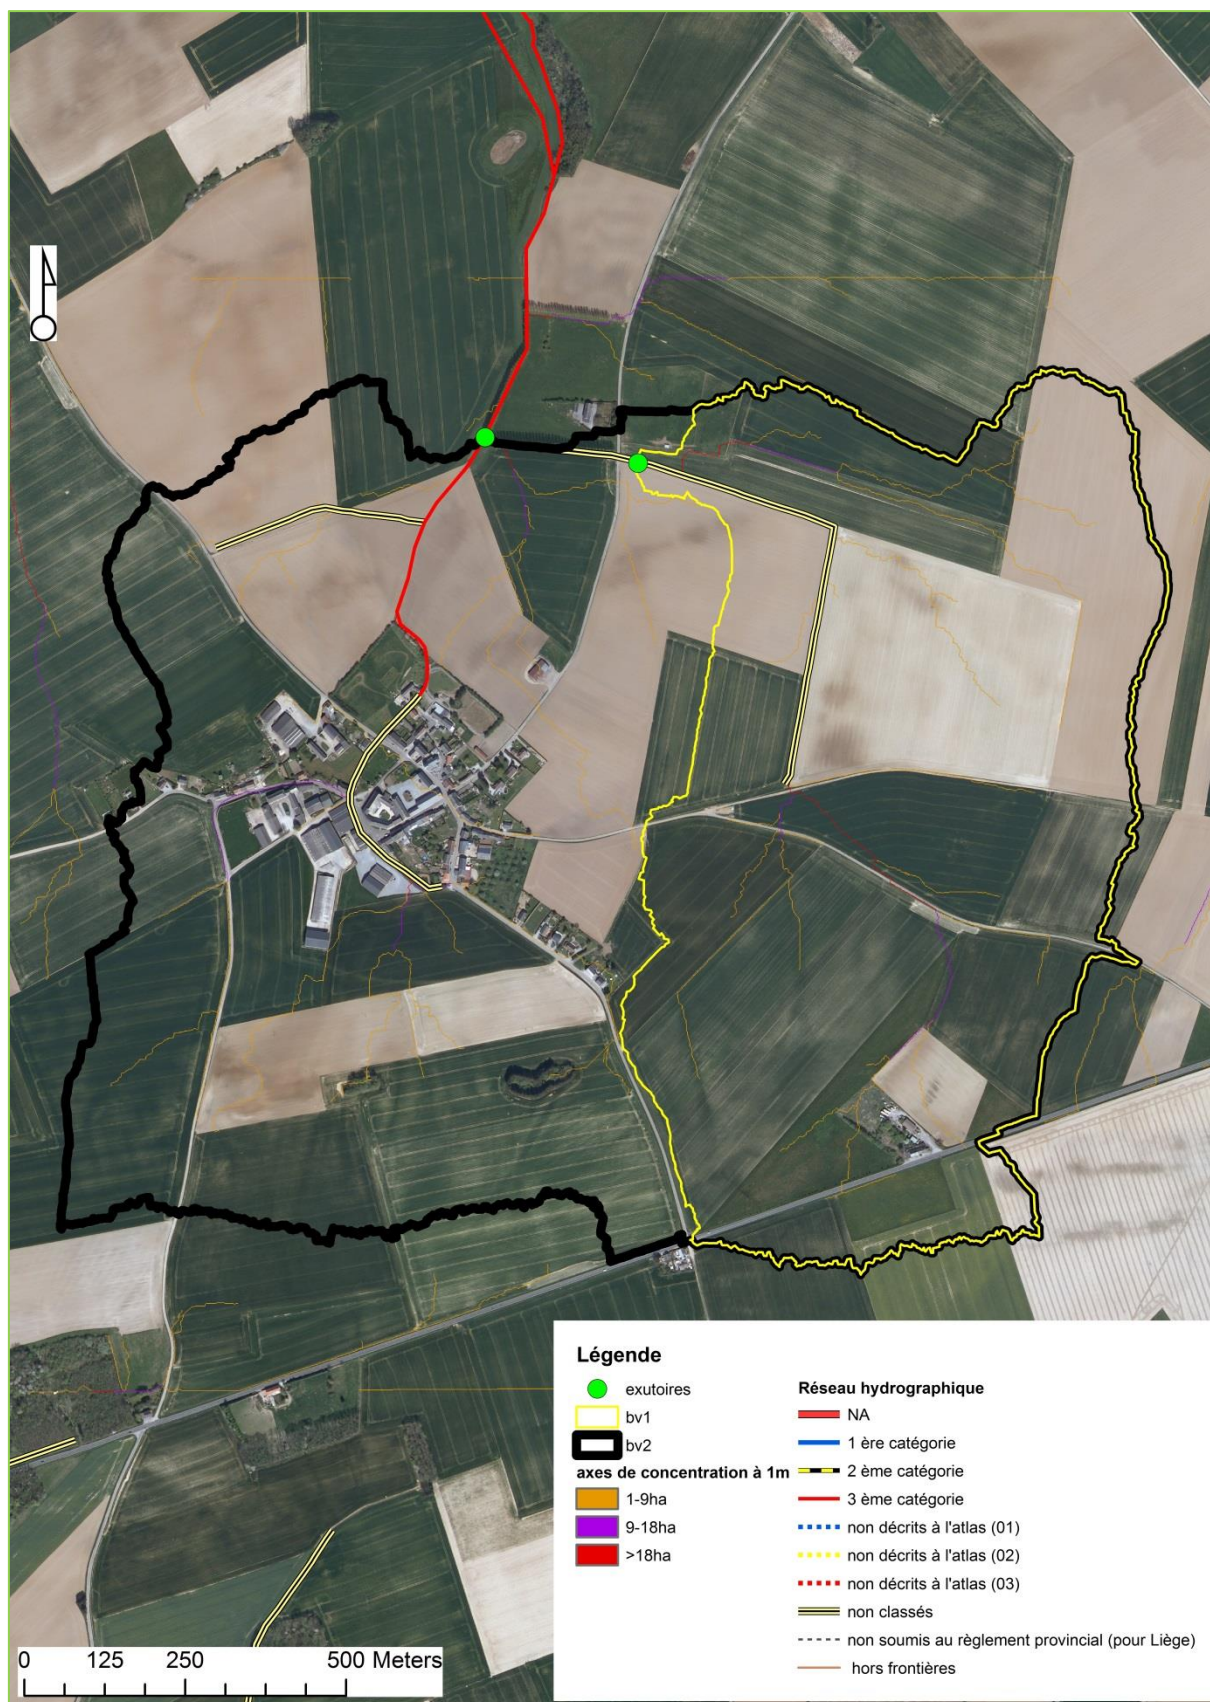 Légende
exutoires
bv1
bv2
axes de concentration à 1m
1-9ha
9-18ha
>18ha
Réseau hydrographique
NA
1 ère catégorie
2 ème catégorie
3 ème catégorie
non décrits à l'atlas (01)
non décrits à l'atlas (02)
non décrits à l'atlas (03)
non classés
non soumis au règlement provincial (pour Liège)
hors frontières
0 125 250 500 Meters